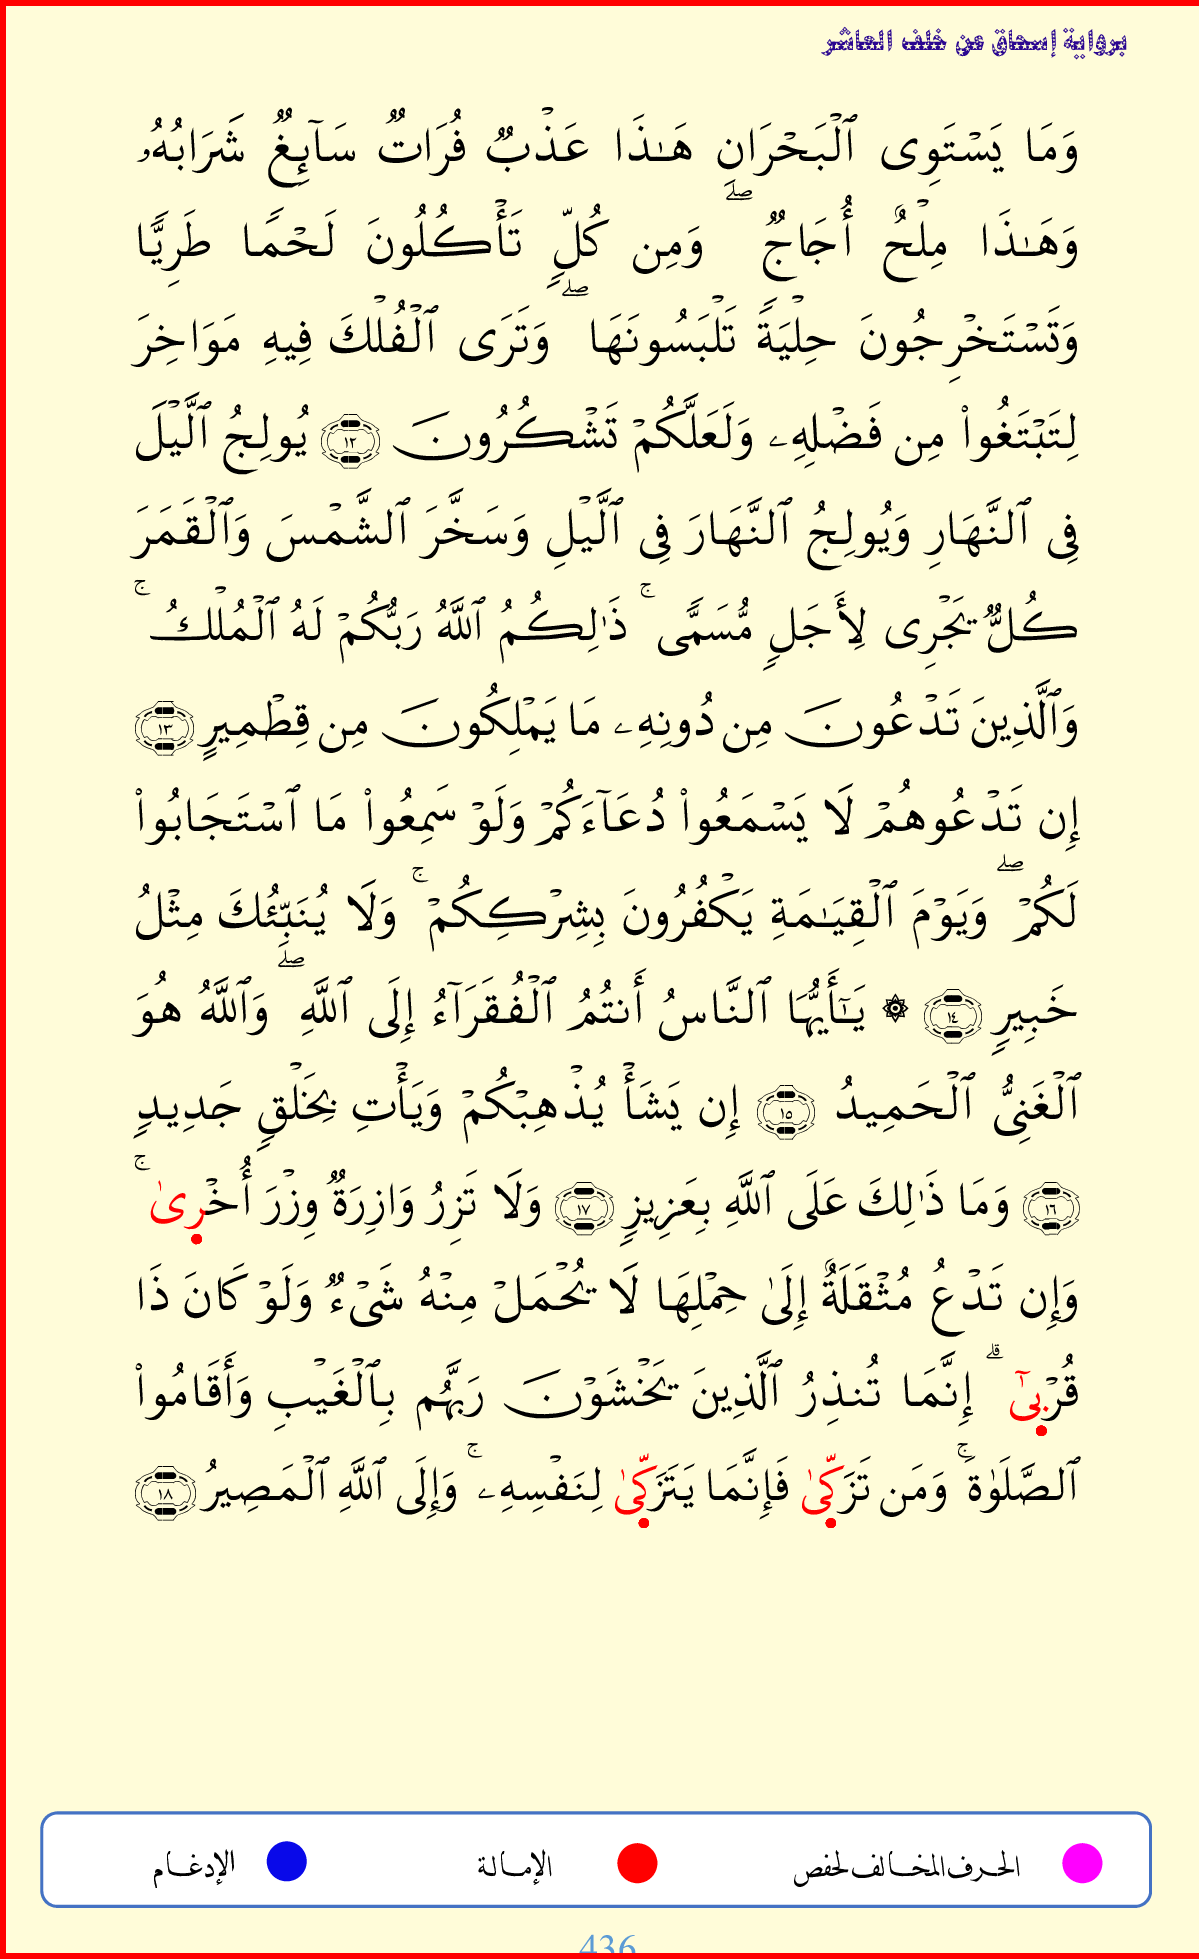 برواية إسحاق عن خلف العاشر
وَمَا يَسۡتَوِى ٱلۡبَحۡرَانِ هَـٰذَا عَذۡبٌ فُرَاتٌ سَآئِغٌ شَرَابُهُۥ
وَهَـٰذَا مِلۡحٌ أُجَاجٌ ۖ وَمِن كُلٍّ تَأۡكُلُونَ لَحۡمًا طَرِيًّا
وَتَسۡتَخۡرِجُونَ حِلۡيَةً تَلۡبَسُونَهَا ۖ وَتَرَى ٱلۡفُلۡكَ فِيهِ مَوَاخِرَ
لِتَبۡتَغُوا۟ مِن فَضۡلِهِۦ وَلَعَلَّكُمۡ تَشۡكُرُونَ ١٢ يُولِجُ ٱلَّيۡلَ
فِى ٱلنَّهَارِ وَيُولِجُ ٱلنَّهَارَ فِى ٱلَّيۡلِ وَسَخَّرَ ٱلشَّمۡسَ وَٱلۡقَمَرَ
كُلٌّ يَجۡرِى لِأَجَلٍ مُّسَمًّى ۚ ذَٰلِكُمُ ٱللَّهُ رَبُّكُمۡ لَهُ ٱلۡمُلۡكُ ۚ
وَٱلَّذِينَ تَدۡعُونَ مِن دُونِهِۦ مَا يَمۡلِكُونَ مِن قِطۡمِيرٍ ١٣
إِن تَدۡعُوهُمۡ لَا يَسۡمَعُوا۟ دُعَآءَكُمۡ وَلَوۡ سَمِعُوا۟ مَا ٱسۡتَجَابُوا۟
لَكُمۡ ۖ وَيَوۡمَ ٱلۡقِيَـٰمَةِ يَكۡفُرُونَ بِشِرۡكِكُمۡ ۚ وَلَا يُنَبِّئُكَ مِثۡلُ
خَبِيرٍ ١٤ ۞ يَـٰٓأَيُّهَا ٱلنَّاسُ أَنتُمُ ٱلۡفُقَرَآءُ إِلَى ٱللَّهِ ۖ وَٱللَّهُ هُوَ
ٱلۡغَنِىُّ ٱلۡحَمِيدُ ١٥ إِن يَشَأۡ يُذۡهِبۡكُمۡ وَيَأۡتِ بِخَلۡقٍ جَدِيدٍ
١٦ وَمَا ذَٰلِكَ عَلَى ٱللَّهِ بِعَزِيزٍ ١٧ وَلَا تَزِرُ وَازِرَةٌ وِزۡرَ أُخۡرِىٰ ۚ
وَإِن تَدۡعُ مُثۡقَلَةٌ إِلَىٰ حِمۡلِهَا لَا يُحۡمَلۡ مِنۡهُ شَىۡءٌ وَلَوۡ كَانَ ذَا
قُرۡبِىٰٓ ۗ إِنَّمَا تُنذِرُ ٱلَّذِينَ يَخۡشَوۡنَ رَبَّهُم بِٱلۡغَيۡبِ وَأَقَامُوا۟
ٱلصَّلَوٰةَ ۚ وَمَن تَزَكِّىٰ فَإِنَّمَا يَتَزَكِّىٰ لِنَفۡسِهِۦ ۚ وَإِلَى ٱللَّهِ ٱلۡمَصِيرُ ١٨
الحرف المخالف لحفص الإمالة الإدغام
436